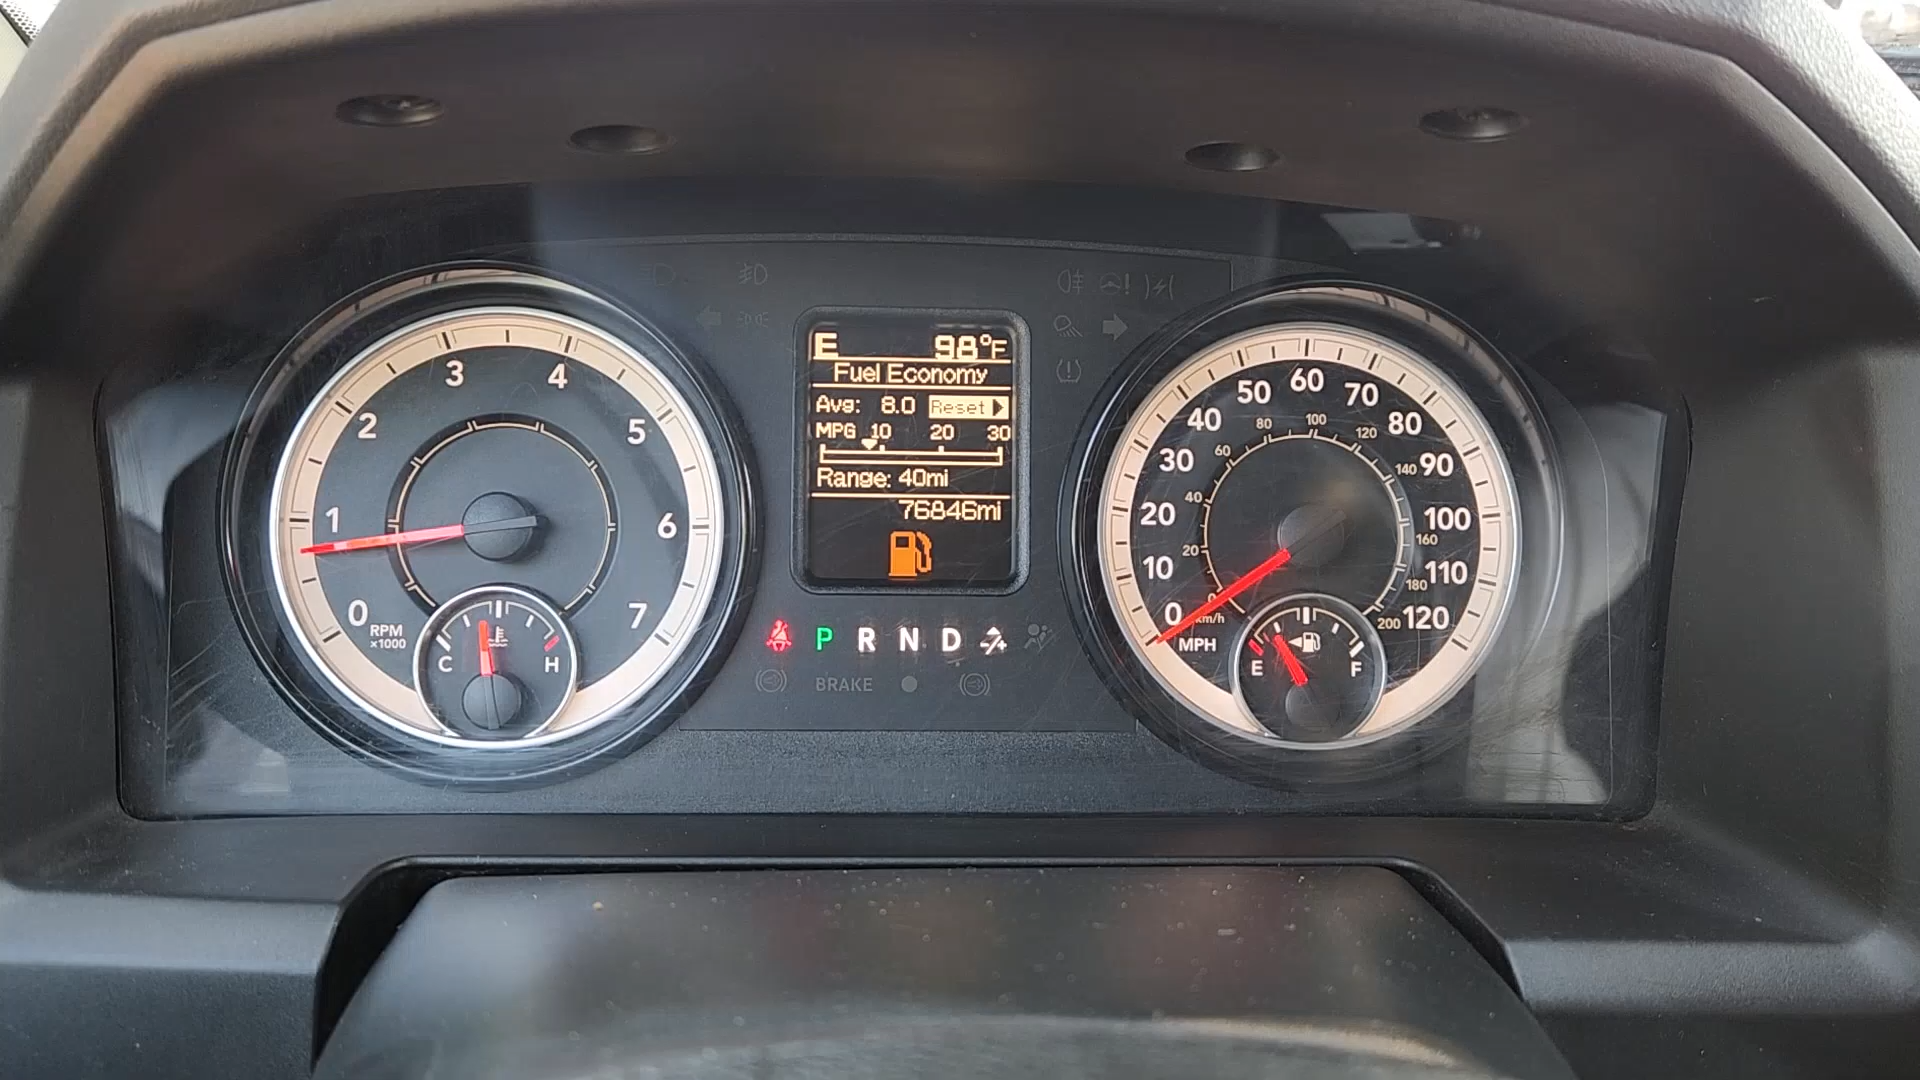 E 98°F
Fuel Economy
Avg: 8.0 Reset
MPG 10 20 30
Range: 40mi
76846mi
P R N D
BRAKE
0 1 2 3 4 5 6 7
RPM
x1000
C H
0 10 20 30 40 50 60 70 80 90 100 110 120
MPH
0 20 40 60 80 100 120 140 160 180 200
km/h
E F